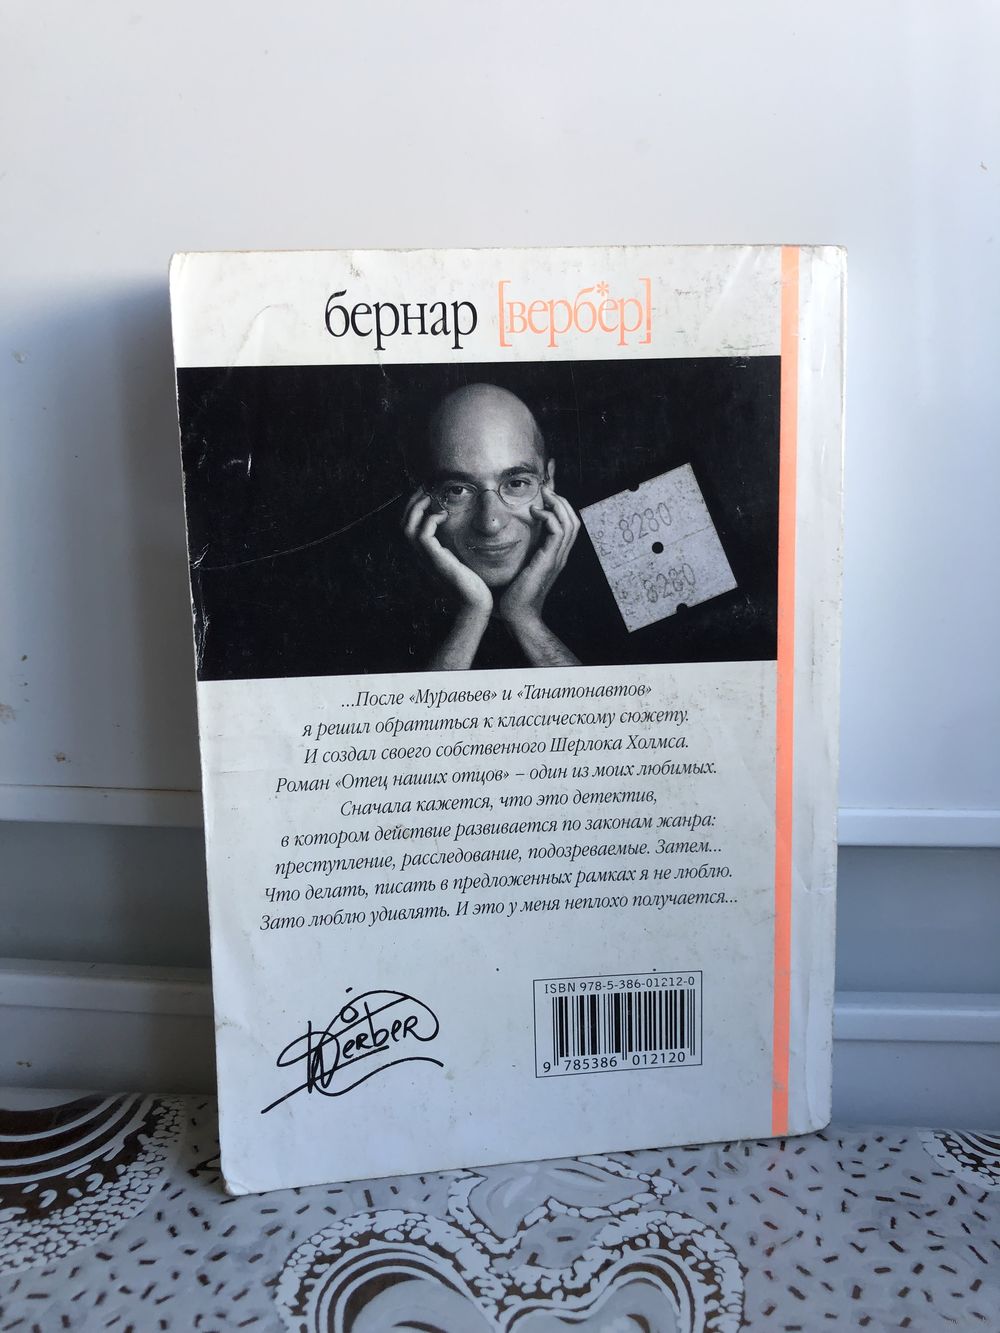 бернар [верб*ер]
8280
8280
...После «Муравьев» и «Танатонавтов»
я решил обратиться к классическому сюжету.
И создал своего собственного Шерлока Холмса.
Роман «Отец наших отцов» – один из моих любимых.
Сначала кажется, что это детектив,
в котором действие развивается по законам жанра:
преступление, расследование, подозреваемые. Затем...
Что делать, писать в предложенных рамках я не люблю.
Зато люблю удивлять. И это у меня неплохо получается...
Werber
ISBN 978-5-386-01212-0
9 785386 012120